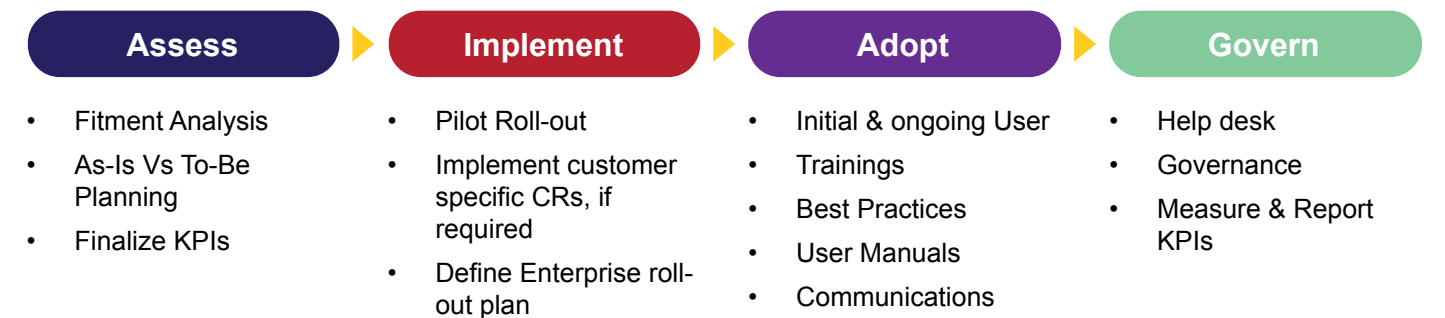 Assess
• Fitment Analysis
• As-Is Vs To-Be
Planning
• Finalize KPIs
Implement
• Pilot Roll-out
• Implement customer
specific CRs, if
required
• Define Enterprise roll-
out plan
Adopt
• Initial & ongoing User
• Trainings
• Best Practices
• User Manuals
• Communications
Govern
• Help desk
• Governance
• Measure & Report
KPIs